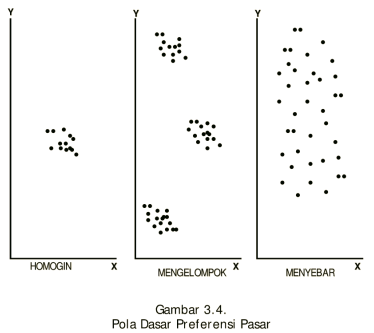 Y
Y
Y
HOMOGIN
X
MENGELOMPOK
X
MENYEBAR
X
Gambar 3.4.
Pola Dasar Preferensi Pasar